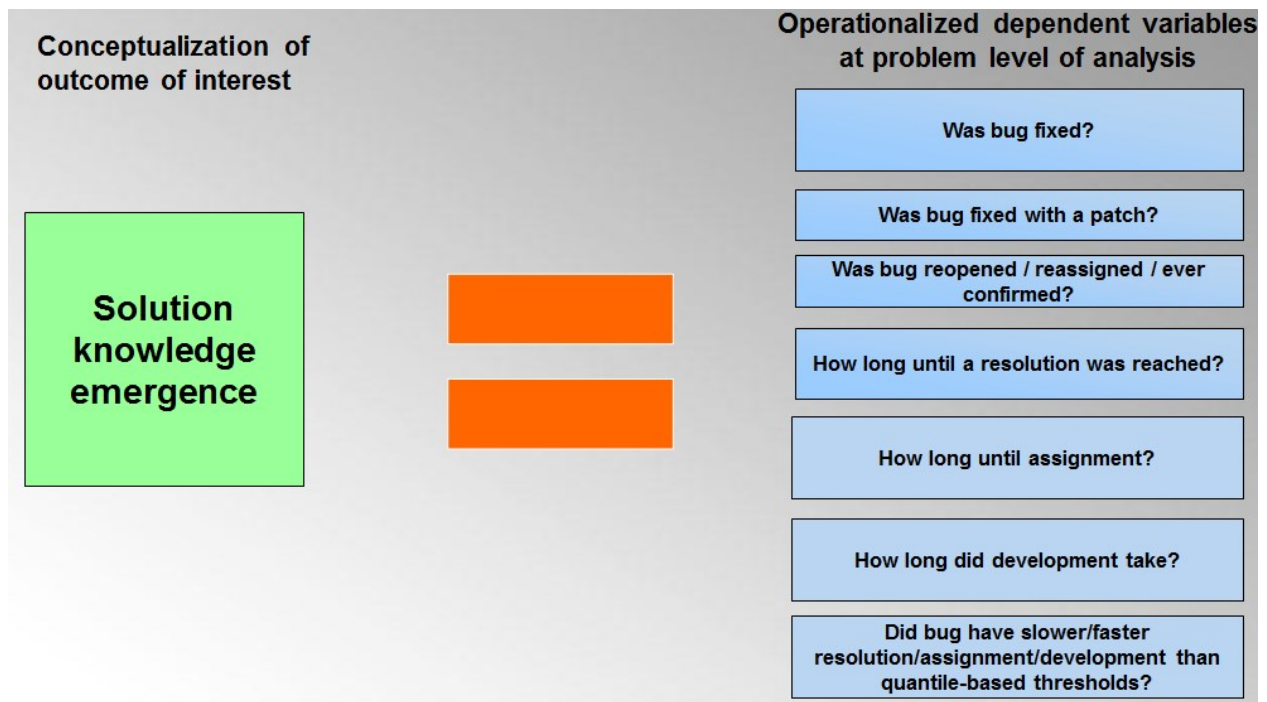 Conceptualization of
outcome of interest
Operationalized dependent variables
at problem level of analysis
Solution
knowledge
emergence
Was bug fixed?
Was bug fixed with a patch?
Was bug reopened / reassigned / ever
confirmed?
How long until a resolution was reached?
How long until assignment?
How long did development take?
Did bug have slower/faster
resolution/assignment/development than
quantile-based thresholds?